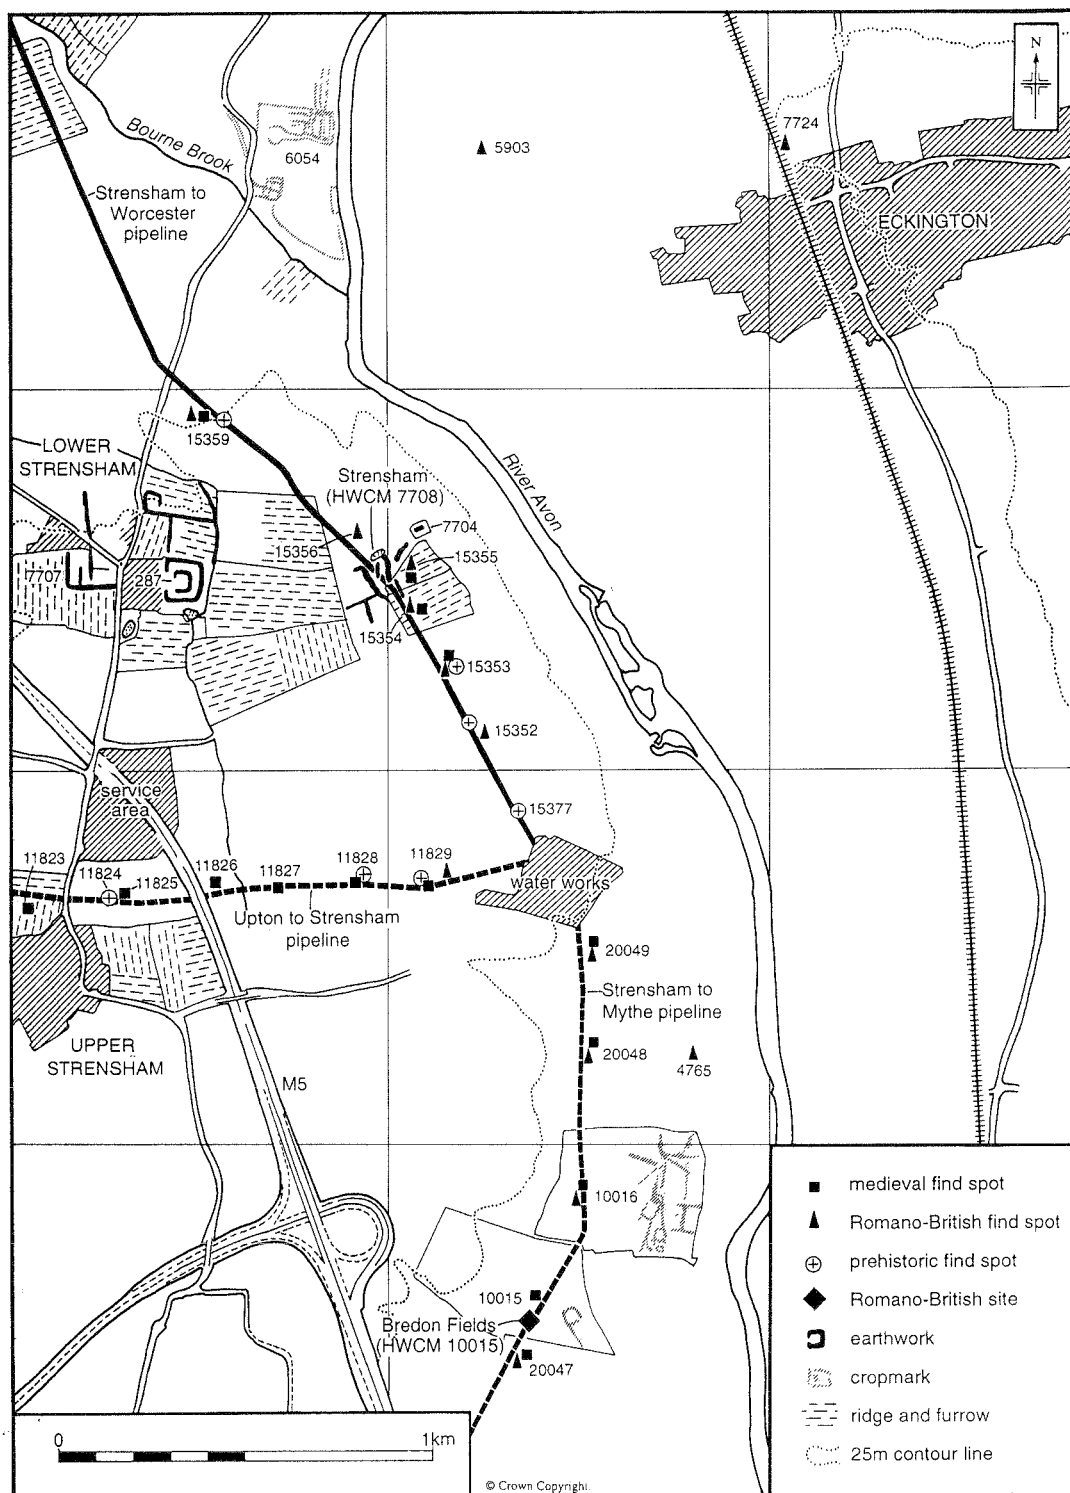 N
7724
Bourne Brook
6054
5903
Strensham to
Worcester
pipeline
ECKINGTON
15359
LOWER
STRENSHAM
River Avon
Strensham
(HWCM 7708)
7704
15356
15355
7707
287
15354
15353
15352
service
area
15377
11823
11824
11825
11826
11827
11828
11829
water works
Upton to Strensham
pipeline
20049
Strensham to
Mythe pipeline
UPPER
STRENSHAM
20048
4765
M5
10016
10015
Bredon Fields
(HWCM 10015)
20047
medieval find spot
Romano-British find spot
prehistoric find spot
Romano-British site
earthwork
cropmark
ridge and furrow
25m contour line
0
1km
© Crown Copyright.